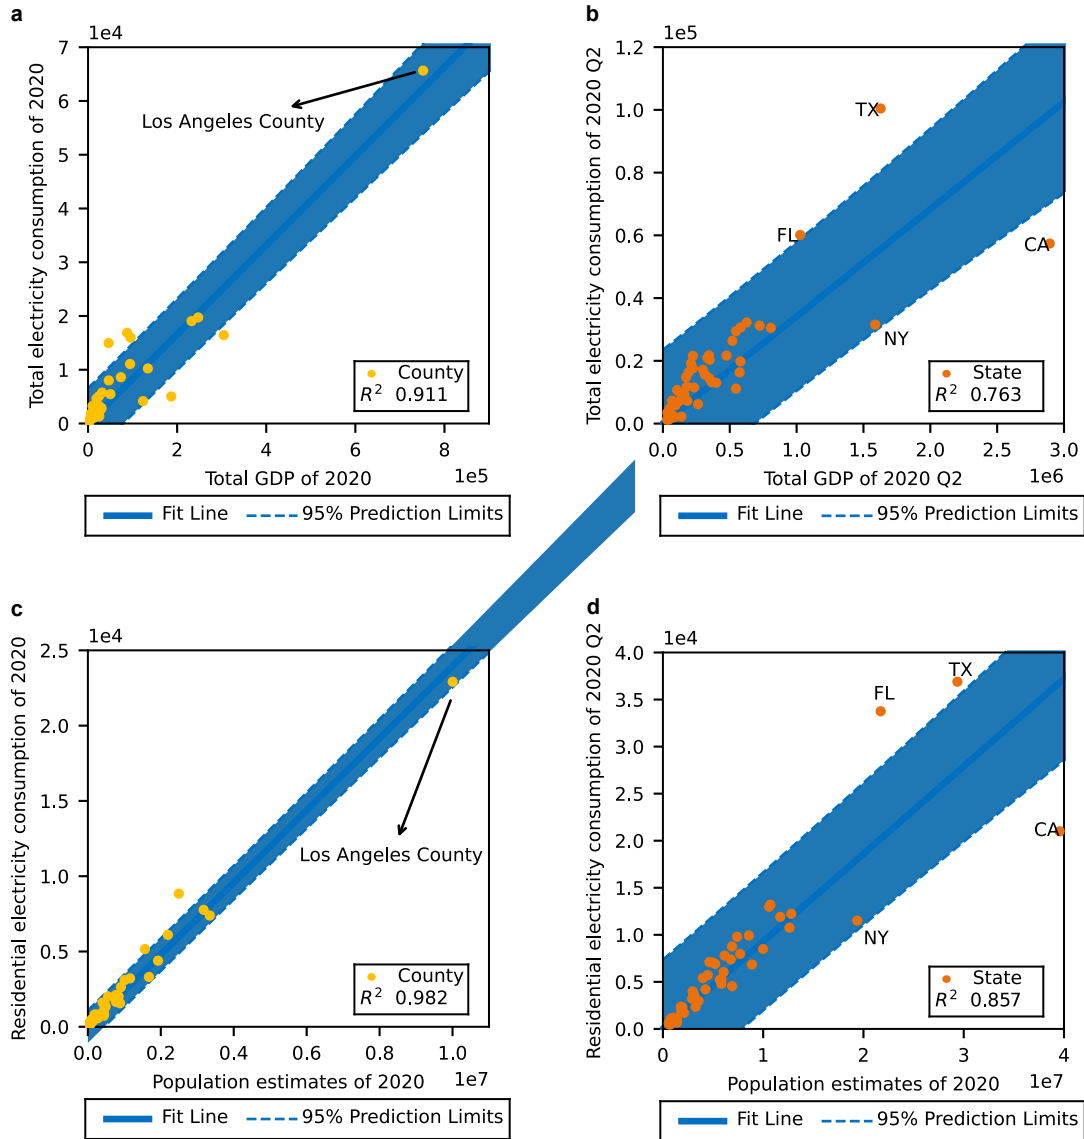 a
1e4
7
6
5
4
3
2
1
0
Total electricity consumption of 2020
Los Angeles County
County
R² 0.911
0 2 4 6 8
1e5
Total GDP of 2020
Fit Line 95% Prediction Limits
b
1e5
1.2
1.0
0.8
0.6
0.4
0.2
0.0
Total electricity consumption of 2020 Q2
TX
FL
CA
NY
State
R² 0.763
0.0 0.5 1.0 1.5 2.0 2.5 3.0
1e6
Total GDP of 2020 Q2
Fit Line 95% Prediction Limits
c
1e4
2.5
2.0
1.5
1.0
0.5
0.0
Residential electricity consumption of 2020
Los Angeles County
County
R² 0.982
0.0 0.2 0.4 0.6 0.8 1.0
1e7
Population estimates of 2020
Fit Line 95% Prediction Limits
d
1e4
4.0
3.5
3.0
2.5
2.0
1.5
1.0
0.5
0.0
Residential electricity consumption of 2020 Q2
TX
FL
CA
NY
State
R² 0.857
0 1 2 3 4
1e7
Population estimates of 2020
Fit Line 95% Prediction Limits